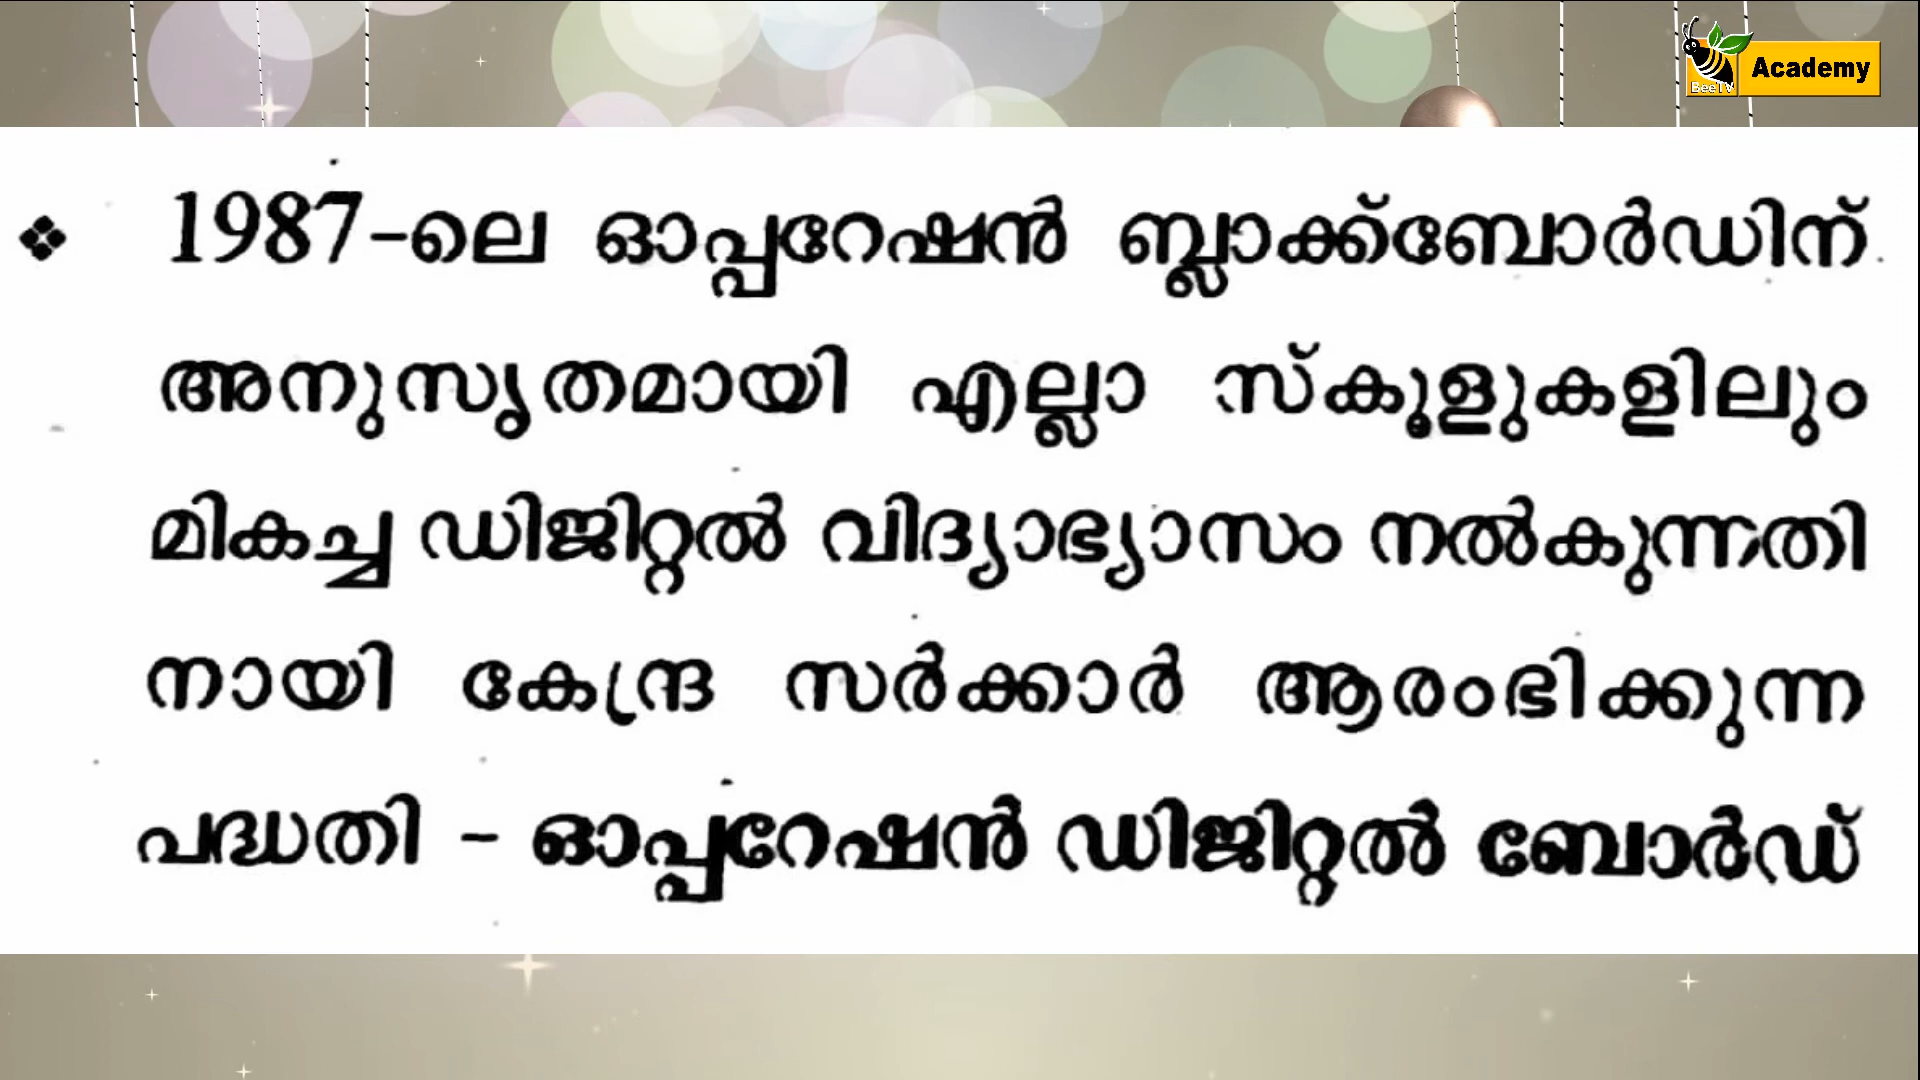 BeeTV Academy
❖ 1987-ലെ ഓപ്പറേഷൻ ബ്ലാക്ക്ബോർഡിന്
അനുസൃതമായി എല്ലാ സ്കൂളുകളിലും
മികച്ച ഡിജിറ്റൽ വിദ്യാഭ്യാസം നൽകുന്നതി
നായി കേന്ദ്ര സർക്കാർ ആരംഭിക്കുന്ന
പദ്ധതി - ഓപ്പറേഷൻ ഡിജിറ്റൽ ബോർഡ്